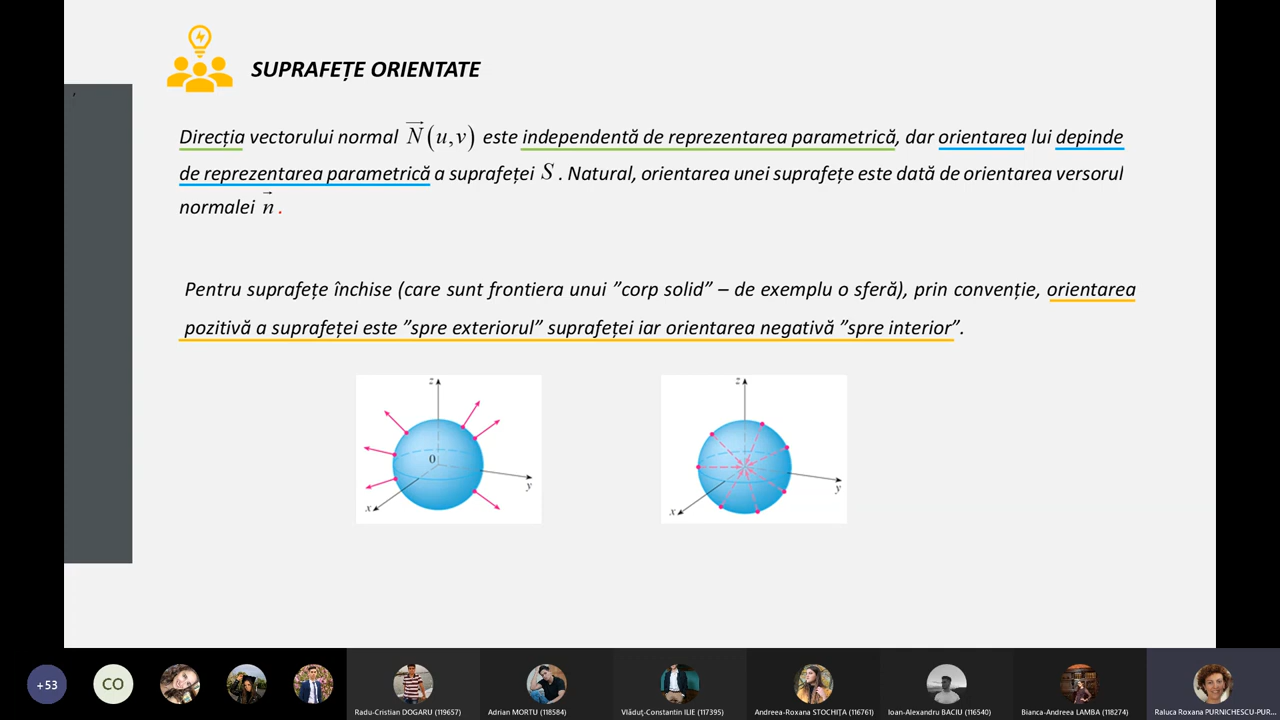 SUPRAFEȚE ORIENTATE
Direcția vectorului normal N(u,v) este independentă de reprezentarea parametrică, dar orientarea lui depinde
de reprezentarea parametrică a suprafeței S . Natural, orientarea unei suprafețe este dată de orientarea versorul
normalei n .
Pentru suprafețe închise (care sunt frontiera unui ”corp solid” – de exemplu o sferă), prin convenție, orientarea
pozitivă a suprafeței este ”spre exteriorul” suprafeței iar orientarea negativă ”spre interior”.
z
0
y
x
z
y
x
+53
CO
Radu-Cristian DOGARU (119657)
Adrian MORTU (118584)
Vlăduț-Constantin ILIE (117395)
Andreea-Roxana STOCHIȚA (116761)
Ioan-Alexandru BACIU (116540)
Bianca-Andreea LAMBA (118274)
Raluca Roxana PURNICHESCU-PUR...